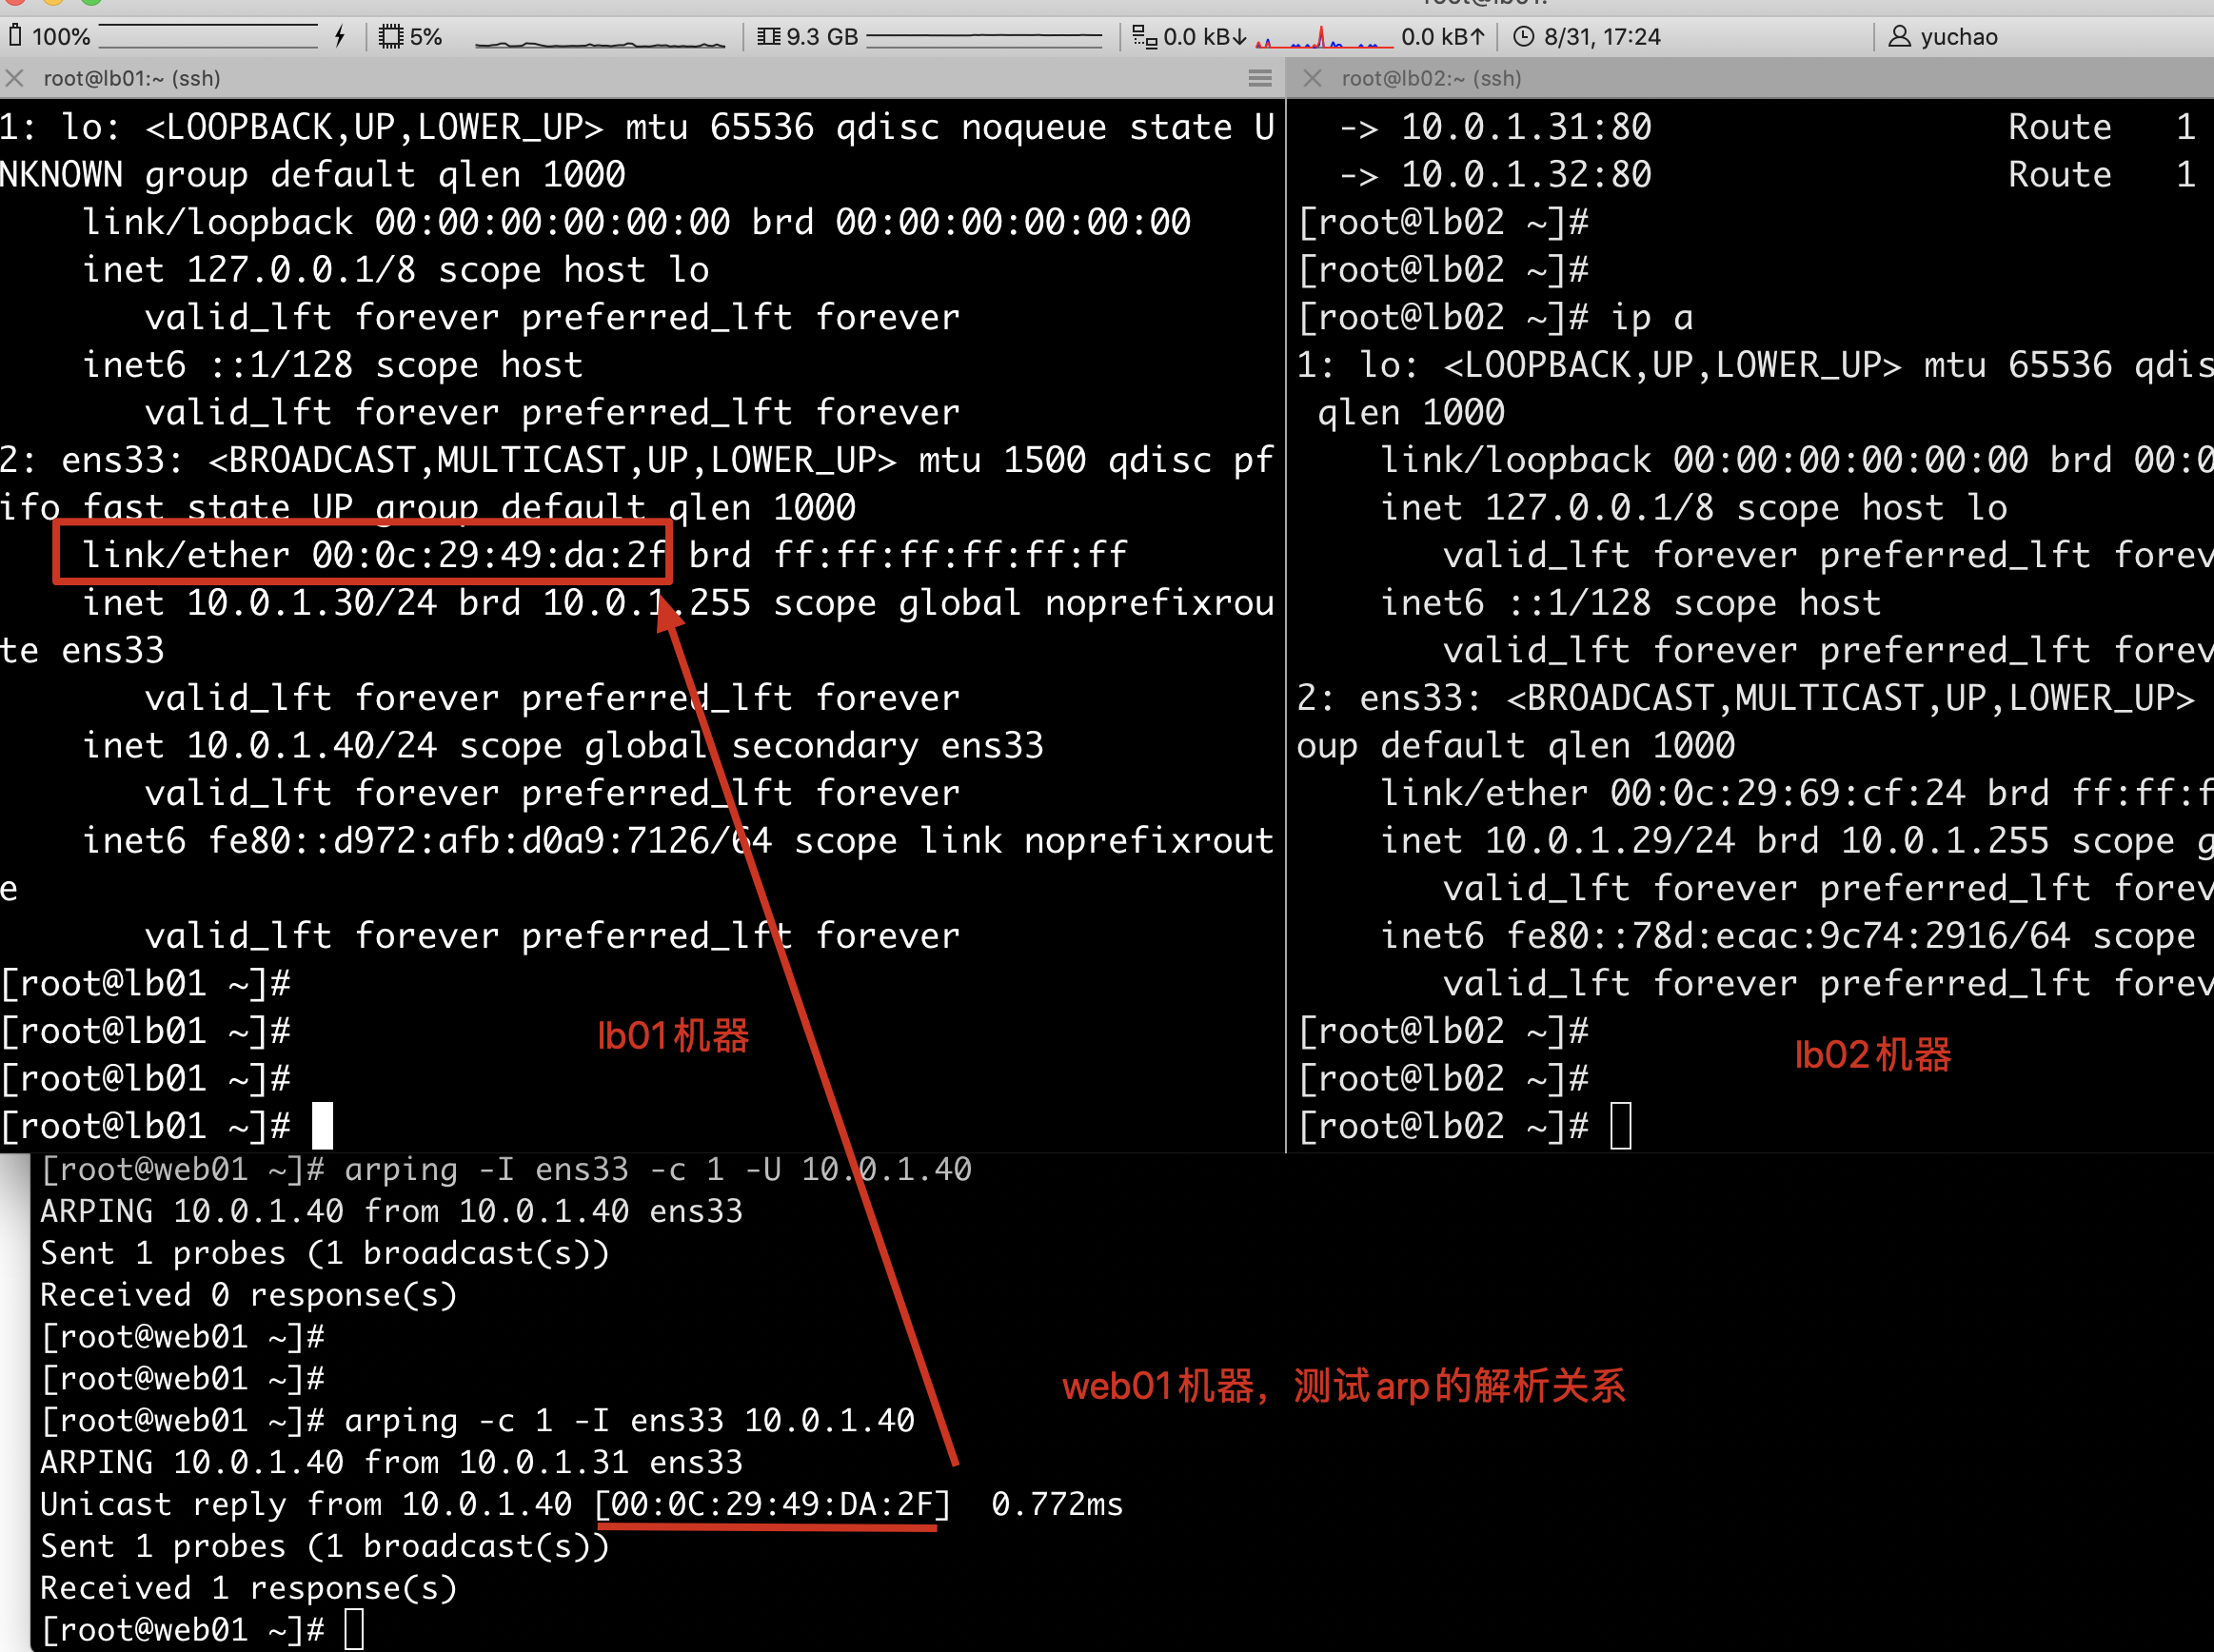 100% 5% 9.3 GB 0.0 kB↓ 0.0 kB↑ 8/31, 17:24 yuchao
root@lb01:~ (ssh)
1: lo: <LOOPBACK,UP,LOWER_UP> mtu 65536 qdisc noqueue state U
NKNOWN group default qlen 1000
    link/loopback 00:00:00:00:00:00 brd 00:00:00:00:00:00
    inet 127.0.0.1/8 scope host lo
       valid_lft forever preferred_lft forever
    inet6 ::1/128 scope host
       valid_lft forever preferred_lft forever
2: ens33: <BROADCAST,MULTICAST,UP,LOWER_UP> mtu 1500 qdisc pf
ifo_fast state UP group default qlen 1000
    link/ether 00:0c:29:49:da:2f brd ff:ff:ff:ff:ff:ff
    inet 10.0.1.30/24 brd 10.0.1.255 scope global noprefixrou
te ens33
       valid_lft forever preferred_lft forever
    inet 10.0.1.40/24 scope global secondary ens33
       valid_lft forever preferred_lft forever
    inet6 fe80::d972:afb:d0a9:7126/64 scope link noprefixrout
e
       valid_lft forever preferred_lft forever
[root@lb01 ~]#
[root@lb01 ~]#
[root@lb01 ~]#
[root@lb01 ~]#
lb01机器
root@lb02:~ (ssh)
  -> 10.0.1.31:80                 Route   1
  -> 10.0.1.32:80                 Route   1
[root@lb02 ~]#
[root@lb02 ~]#
[root@lb02 ~]# ip a
1: lo: <LOOPBACK,UP,LOWER_UP> mtu 65536 qdis
 qlen 1000
    link/loopback 00:00:00:00:00:00 brd 00:0
    inet 127.0.0.1/8 scope host lo
       valid_lft forever preferred_lft forev
    inet6 ::1/128 scope host
       valid_lft forever preferred_lft forev
2: ens33: <BROADCAST,MULTICAST,UP,LOWER_UP>
oup default qlen 1000
    link/ether 00:0c:29:69:cf:24 brd ff:ff:f
    inet 10.0.1.29/24 brd 10.0.1.255 scope g
       valid_lft forever preferred_lft forev
    inet6 fe80::78d:ecac:9c74:2916/64 scope
       valid_lft forever preferred_lft forev
[root@lb02 ~]#
[root@lb02 ~]#
[root@lb02 ~]#
lb02机器
[root@web01 ~]# arping -I ens33 -c 1 -U 10.0.1.40
ARPING 10.0.1.40 from 10.0.1.40 ens33
Sent 1 probes (1 broadcast(s))
Received 0 response(s)
[root@web01 ~]#
[root@web01 ~]#
[root@web01 ~]# arping -c 1 -I ens33 10.0.1.40
ARPING 10.0.1.40 from 10.0.1.31 ens33
Unicast reply from 10.0.1.40 [00:0C:29:49:DA:2F]  0.772ms
Sent 1 probes (1 broadcast(s))
Received 1 response(s)
[root@web01 ~]#
web01机器，测试arp的解析关系